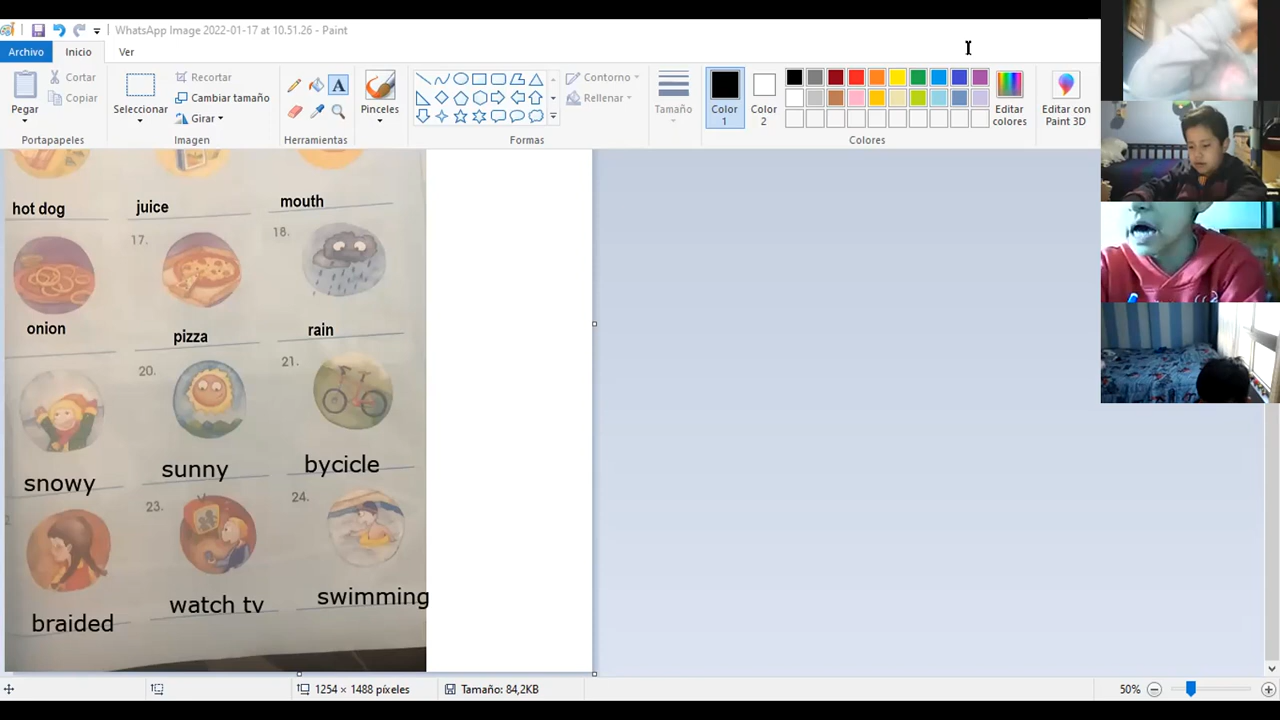 WhatsApp Image 2022-01-17 at 10.51.26 - Paint
Archivo Inicio Ver
Pegar
Cortar
Copiar
Portapapeles
Seleccionar
Recortar
Cambiar tamaño
Girar
Imagen
A
Herramientas
Pinceles
Contorno
Rellenar
Formas
Tamaño
Color 1
Color 2
Editar colores
Colores
Editar con Paint 3D
hot dog juice mouth
17. 18.
onion pizza rain
20. 21.
snowy sunny bycicle
23. 24.
braided watch tv swimming
1254 × 1488 píxeles Tamaño: 84,2KB 50%